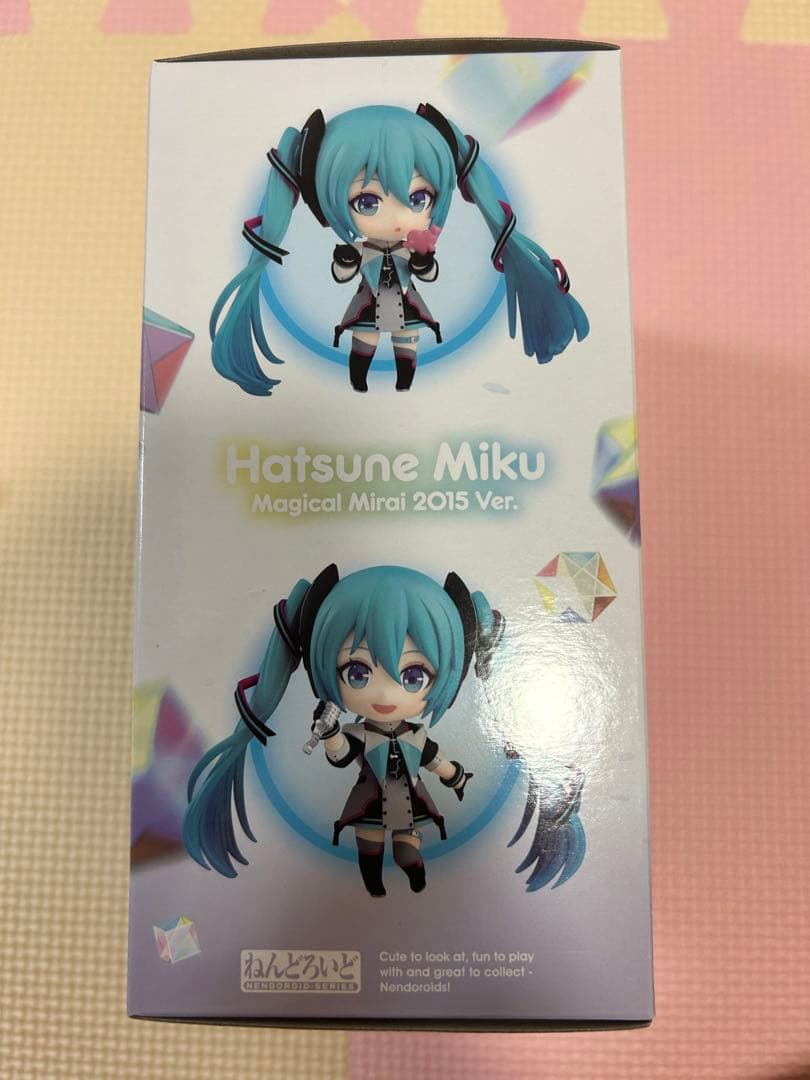 Hatsune Miku
Magical Mirai 2015 Ver.
ねんどろいど
NENDOROID SERIES
Cute to look at, fun to play
with and great to collect -
Nendoroids!